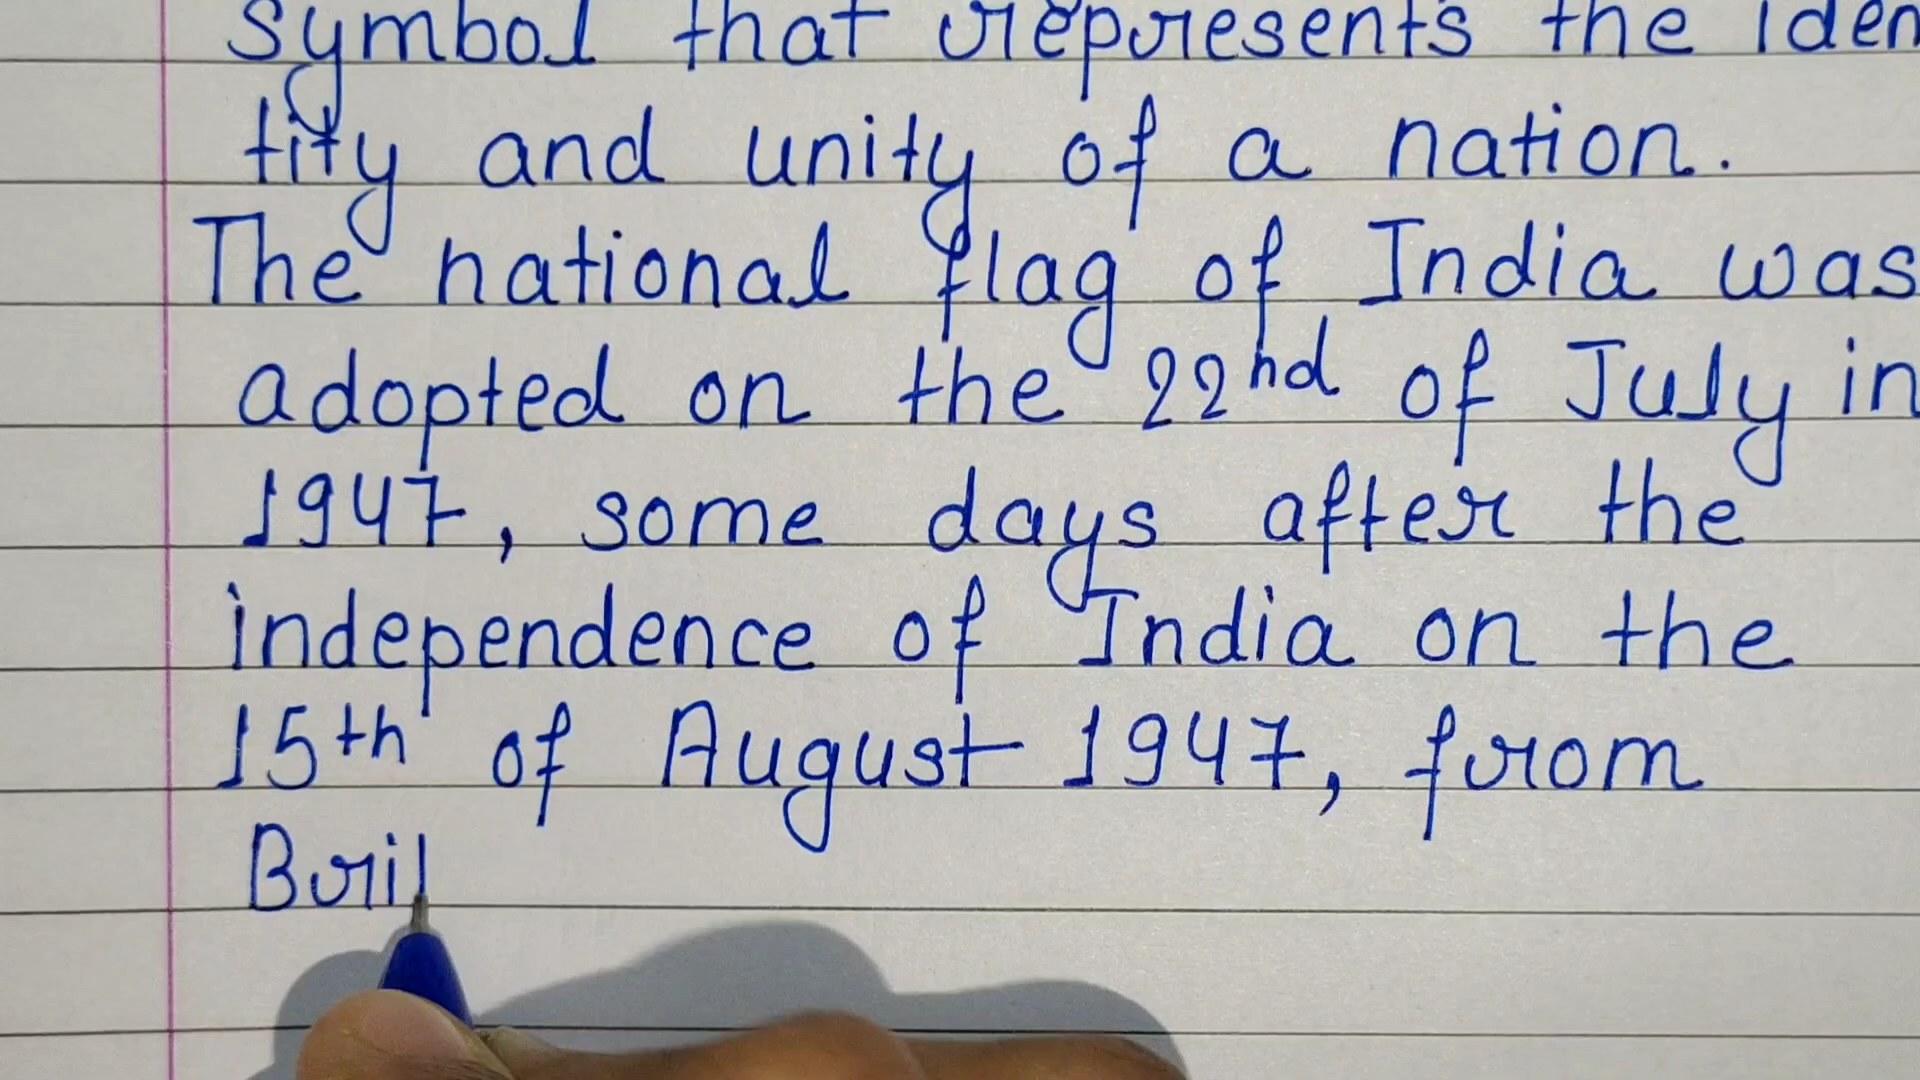 symbol that represents the iden
tity and unity of a nation.
The national flag of India was
adopted on the 22nd of July in
1947, some days after the
independence of India on the
15th of August 1947, from